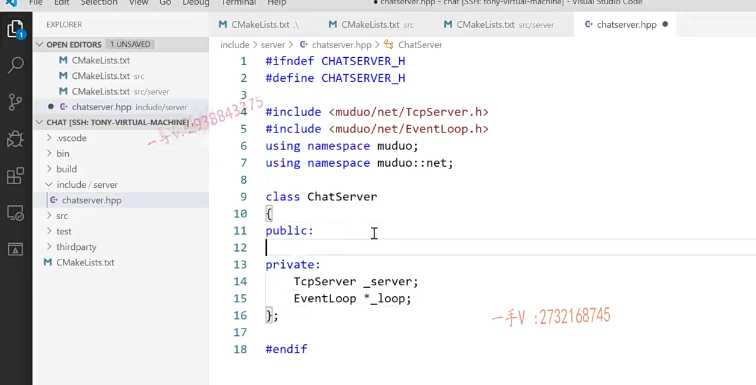 File Edit Selection View Go Debug Terminal Help
chatserver.hpp - chat [SSH: tony-virtual-machine] - Visual Studio Code
EXPLORER
CMakeLists.txt .\
CMakeLists.txt src
CMakeLists.txt src/server
chatserver.hpp
OPEN EDITORS 1 UNSAVED
CMakeLists.txt
CMakeLists.txt src
CMakeLists.txt src/server
chatserver.hpp include/server
CHAT [SSH: TONY-VIRTUAL-MACHINE]
.vscode
bin
build
include / server
chatserver.hpp
src
test
thirdparty
CMakeLists.txt
1
include > server > chatserver.hpp > ChatServer
1 #ifndef CHATSERVER_H
2 #define CHATSERVER_H
3
4 #include <muduo/net/TcpServer.h>
5 #include <muduo/net/EventLoop.h>
6 using namespace muduo;
7 using namespace muduo::net;
8
9 class ChatServer
10 {
11 public:
12
13 private:
14 TcpServer _server;
15 EventLoop *_loop;
16 };
17
18 #endif
一手V:2938843275
一手V :2732168745